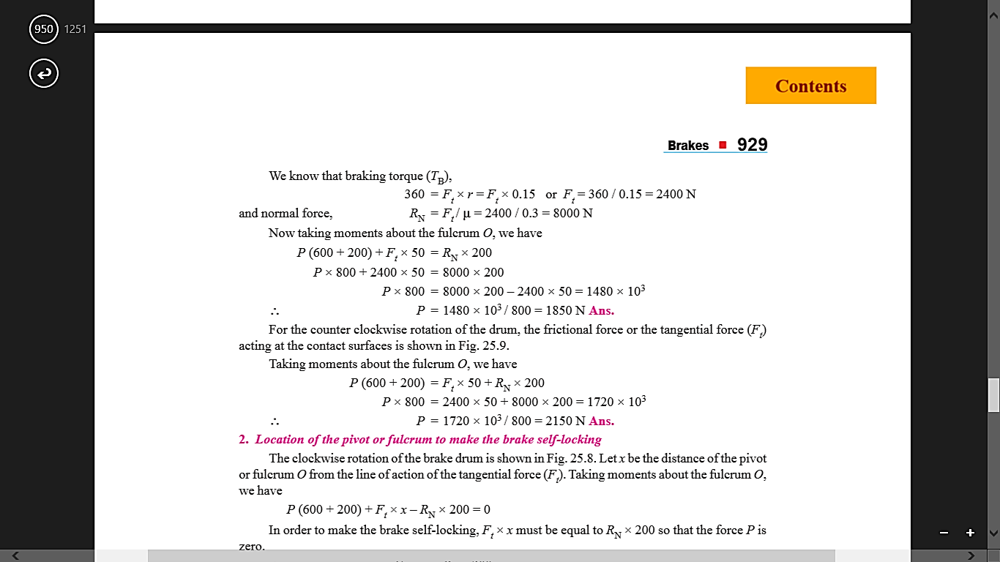 950 1251
Contents
Brakes ■ 929
We know that braking torque (T_B),
360 = F_t × r = F_t × 0.15 or F_t = 360 / 0.15 = 2400 N
and normal force, R_N = F_t / μ = 2400 / 0.3 = 8000 N
Now taking moments about the fulcrum O, we have
P (600 + 200) + F_t × 50 = R_N × 200
P × 800 + 2400 × 50 = 8000 × 200
P × 800 = 8000 × 200 – 2400 × 50 = 1480 × 10³
∴ P = 1480 × 10³ / 800 = 1850 N Ans.
For the counter clockwise rotation of the drum, the frictional force or the tangential force (F_t)
acting at the contact surfaces is shown in Fig. 25.9.
Taking moments about the fulcrum O, we have
P (600 + 200) = F_t × 50 + R_N × 200
P × 800 = 2400 × 50 + 8000 × 200 = 1720 × 10³
∴ P = 1720 × 10³ / 800 = 2150 N Ans.
2. Location of the pivot or fulcrum to make the brake self-locking
The clockwise rotation of the brake drum is shown in Fig. 25.8. Let x be the distance of the pivot
or fulcrum O from the line of action of the tangential force (F_t). Taking moments about the fulcrum O,
we have
P (600 + 200) + F_t × x – R_N × 200 = 0
In order to make the brake self-locking, F_t × x must be equal to R_N × 200 so that the force P is
zero.